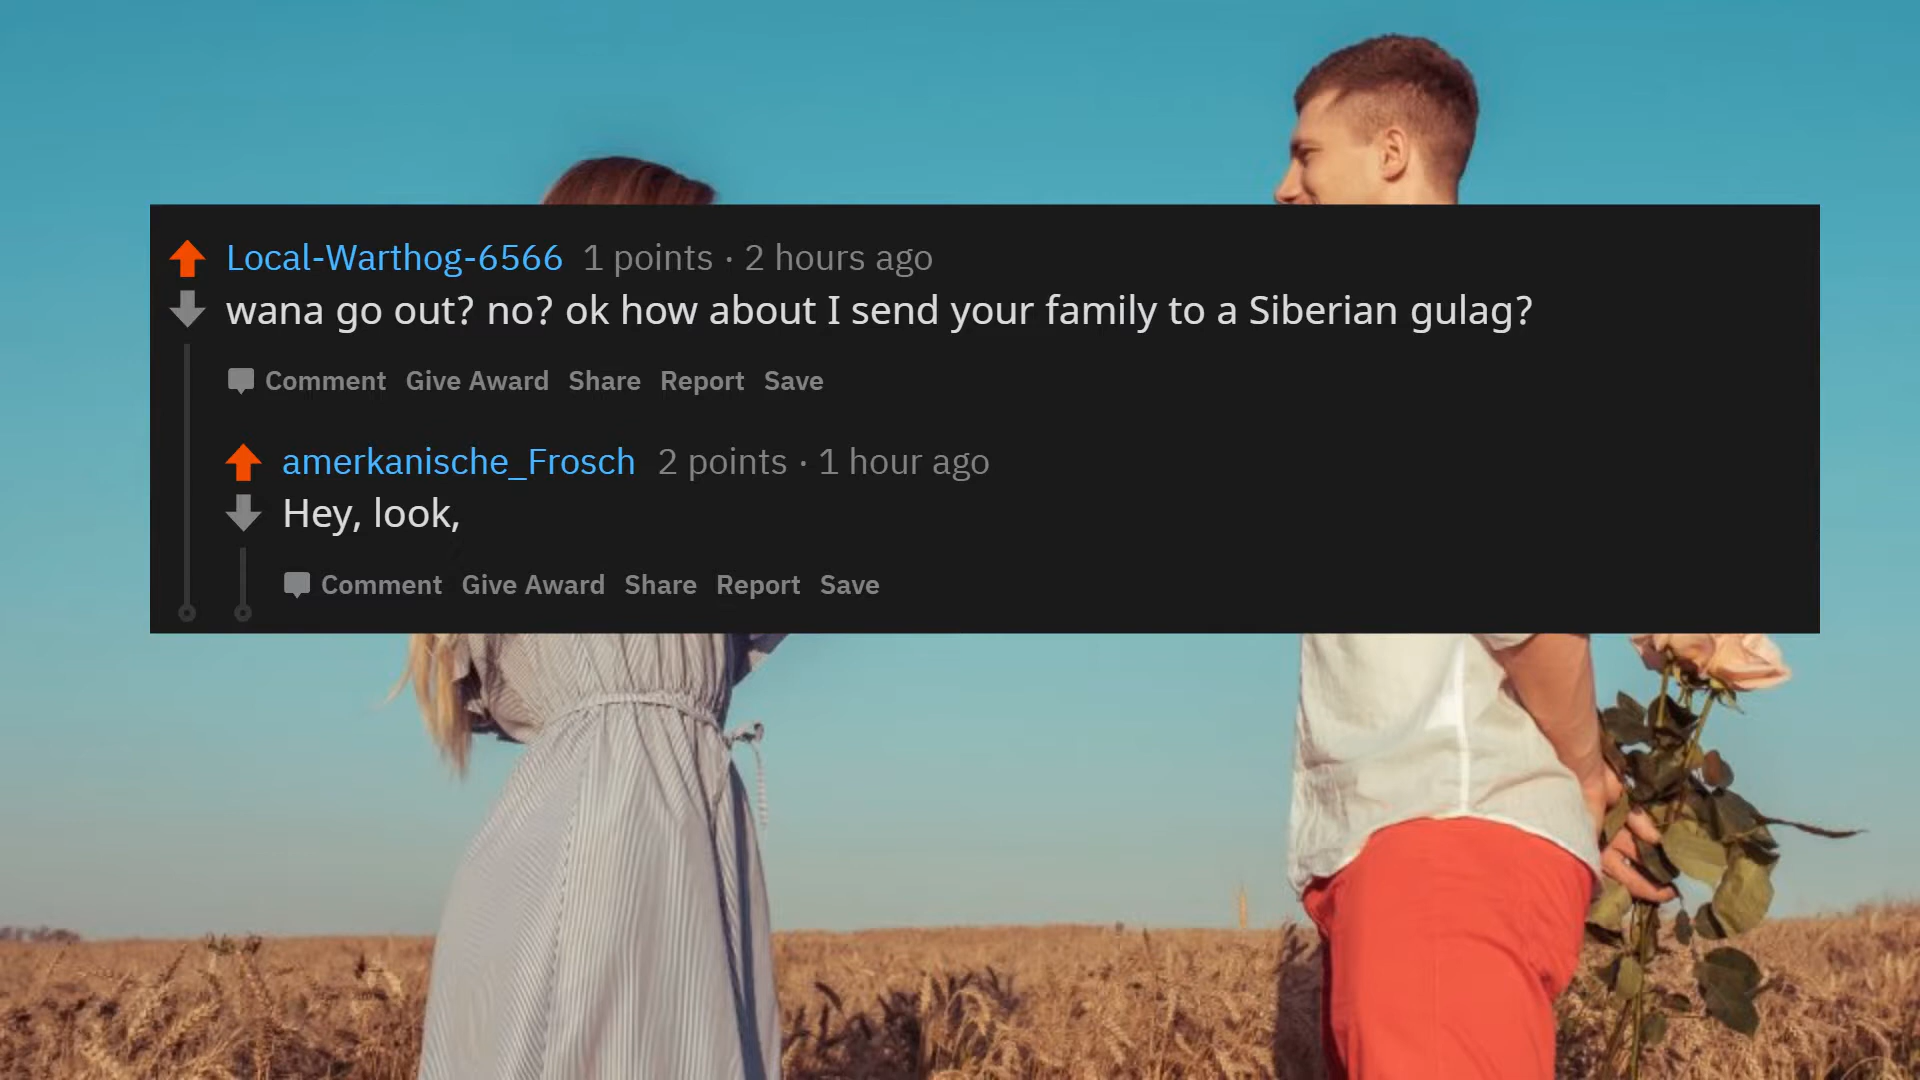 Local-Warthog-6566 1 points · 2 hours ago
wana go out? no? ok how about I send your family to a Siberian gulag?
Comment Give Award Share Report Save
amerkanische_Frosch 2 points · 1 hour ago
Hey, look,
Comment Give Award Share Report Save